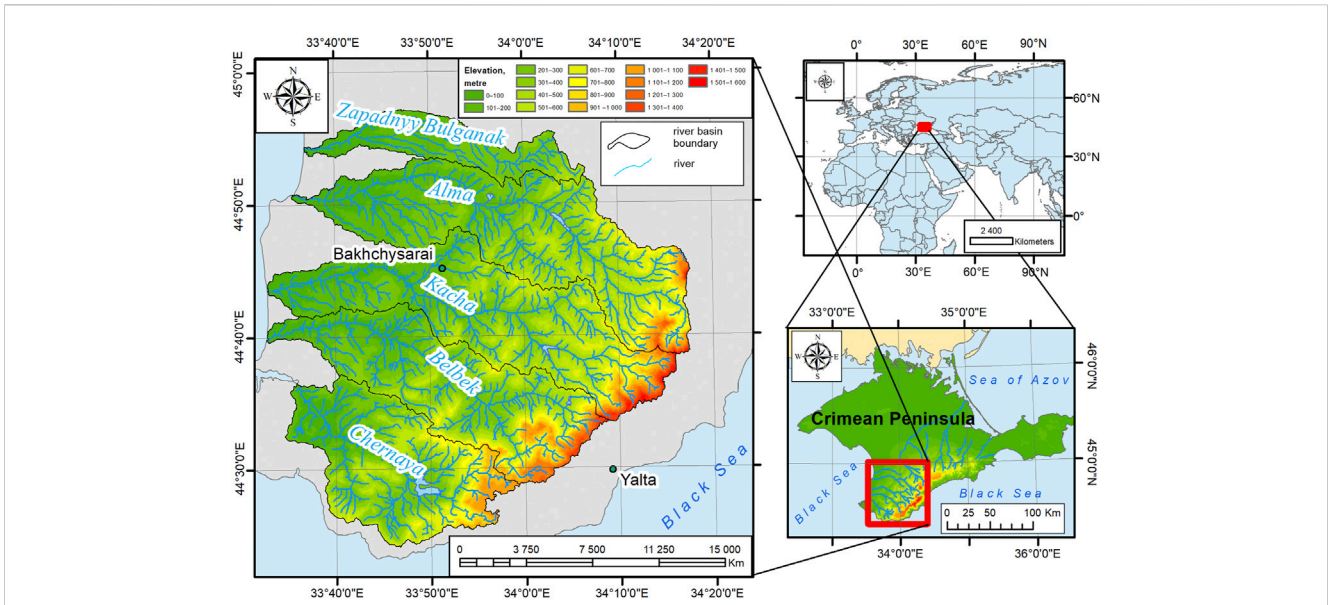 33°40'0"E 33°50'0"E 34°0'0"E 34°10'0"E 34°20'0"E
45°0'0"N
44°50'0"N
44°40'0"N
44°30'0"N
N
W E
S
Elevation,
metre
0–100
101–200
201–300
301–400
401–500
501–600
601–700
701–800
801–900
901–1 000
1 001–1 100
1 101–1 200
1 201–1 300
1 301–1 400
1 401–1 500
1 501–1 600
river basin
boundary
river
Zapadnyy Bulganak
Alma
Bakhchysarai
Kacha
Belbek
Chernaya
Yalta
Black Sea
0 3 750 7 500 11 250 15 000
Km
33°40'0"E 33°50'0"E 34°0'0"E 34°10'0"E 34°20'0"E
0° 30°E 90°N
60°N
30°N
0°
2 400
Kilometers
0° 30°E 90°N
33°0'0"E 35°0'0"E
N
W E
S
46°0'0"N
45°0'0"N
Sea of Azov
Crimean Peninsula
Black Sea
Black Sea
0 25 50 100 Km
34°0'0"E 36°0'0"E